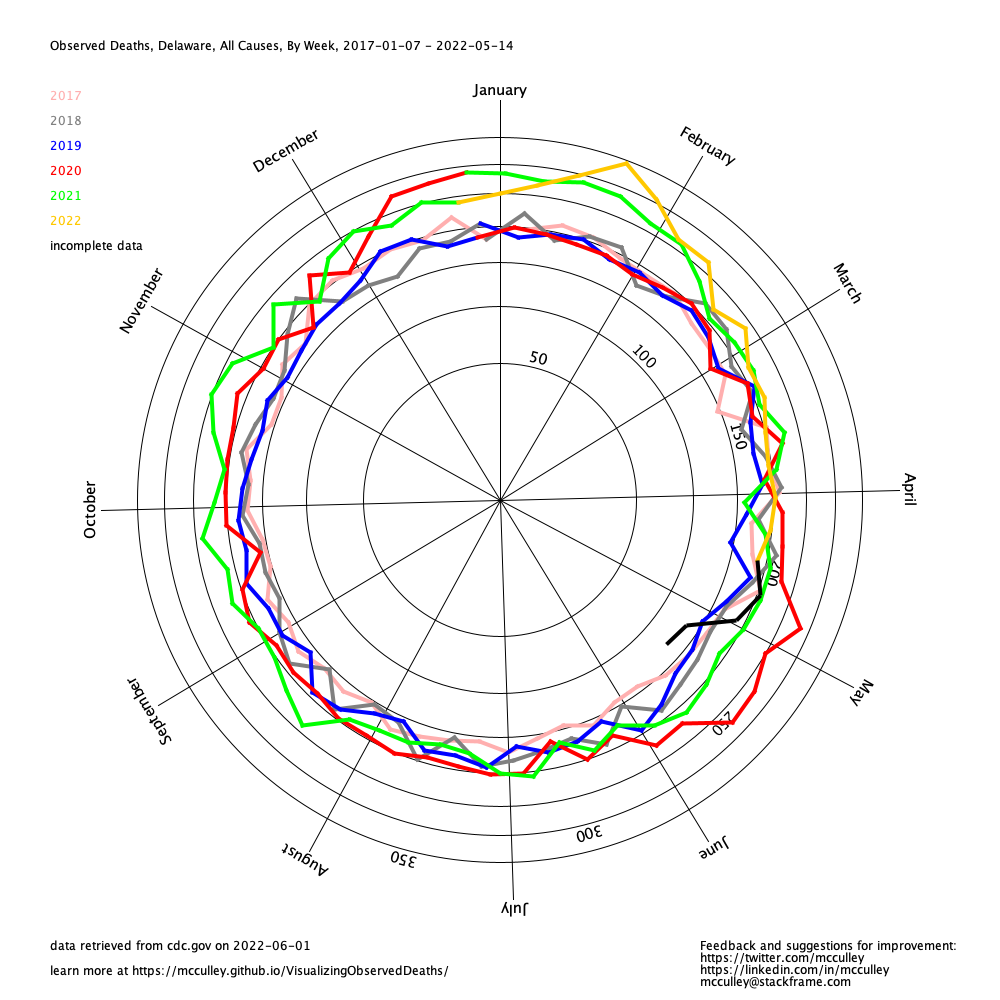 Observed Deaths, Delaware, All Causes, By Week, 2017-01-07 - 2022-05-14
2017
2018
2019
2020
2021
2022
incomplete data
January
February
March
April
May
June
July
August
September
October
November
December
50
100
150
200
250
300
350
data retrieved from cdc.gov on 2022-06-01
learn more at https://mcculley.github.io/VisualizingObservedDeaths/
Feedback and suggestions for improvement:
https://twitter.com/mcculley
https://linkedin.com/in/mcculley
mcculley@stackframe.com